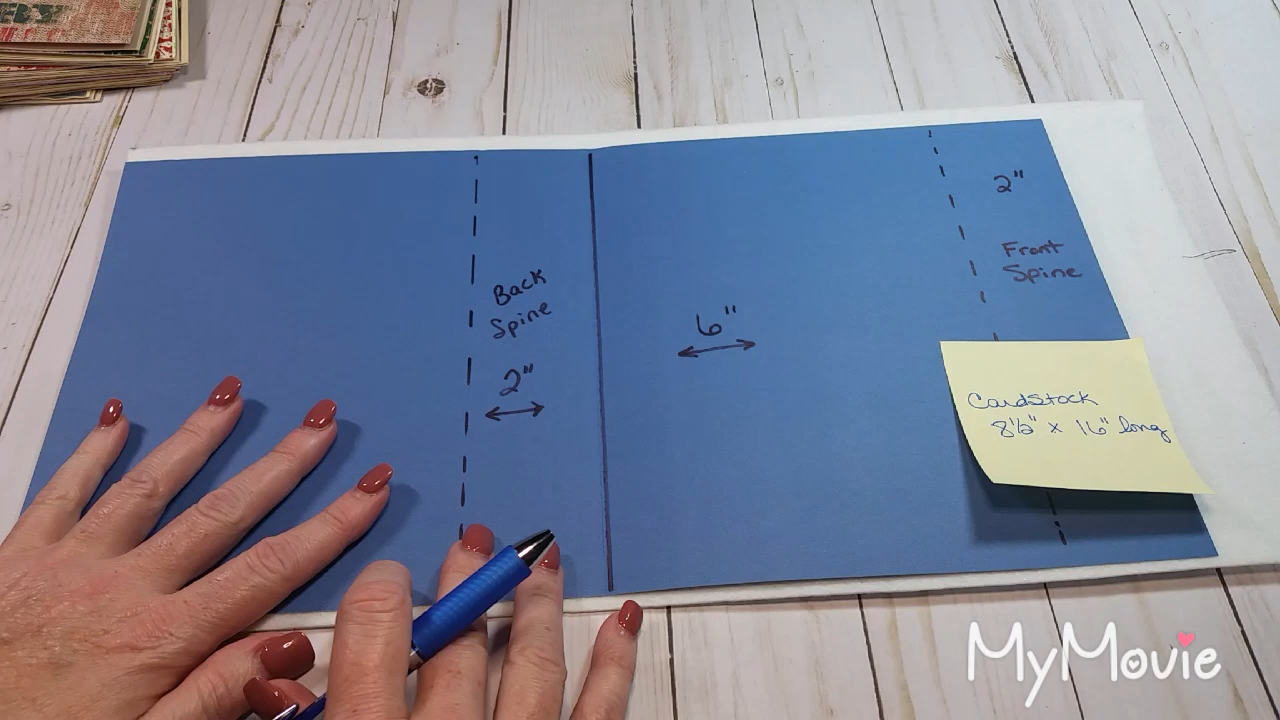 Back
Spine
2"
6"
2"
Front
Spine
CardStock
8½" x 16" long
MyMovie